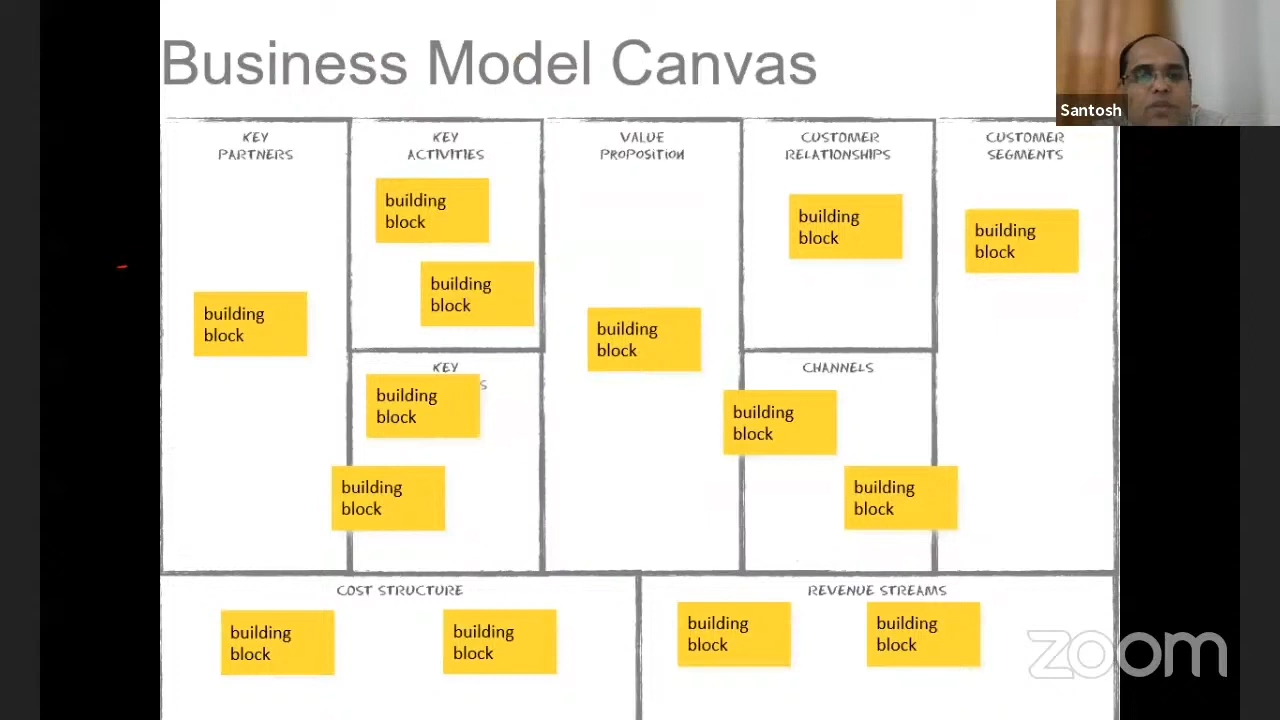 Business Model Canvas
Santosh
KEY
PARTNERS
building
block
KEY
ACTIVITIES
building
block
building
block
KEY
S
building
block
building
block
VALUE
PROPOSITION
building
block
CUSTOMER
RELATIONSHIPS
building
block
CHANNELS
building
block
building
block
CUSTOMER
SEGMENTS
building
block
COST STRUCTURE
building
block
building
block
REVENUE STREAMS
building
block
building
block
zoom